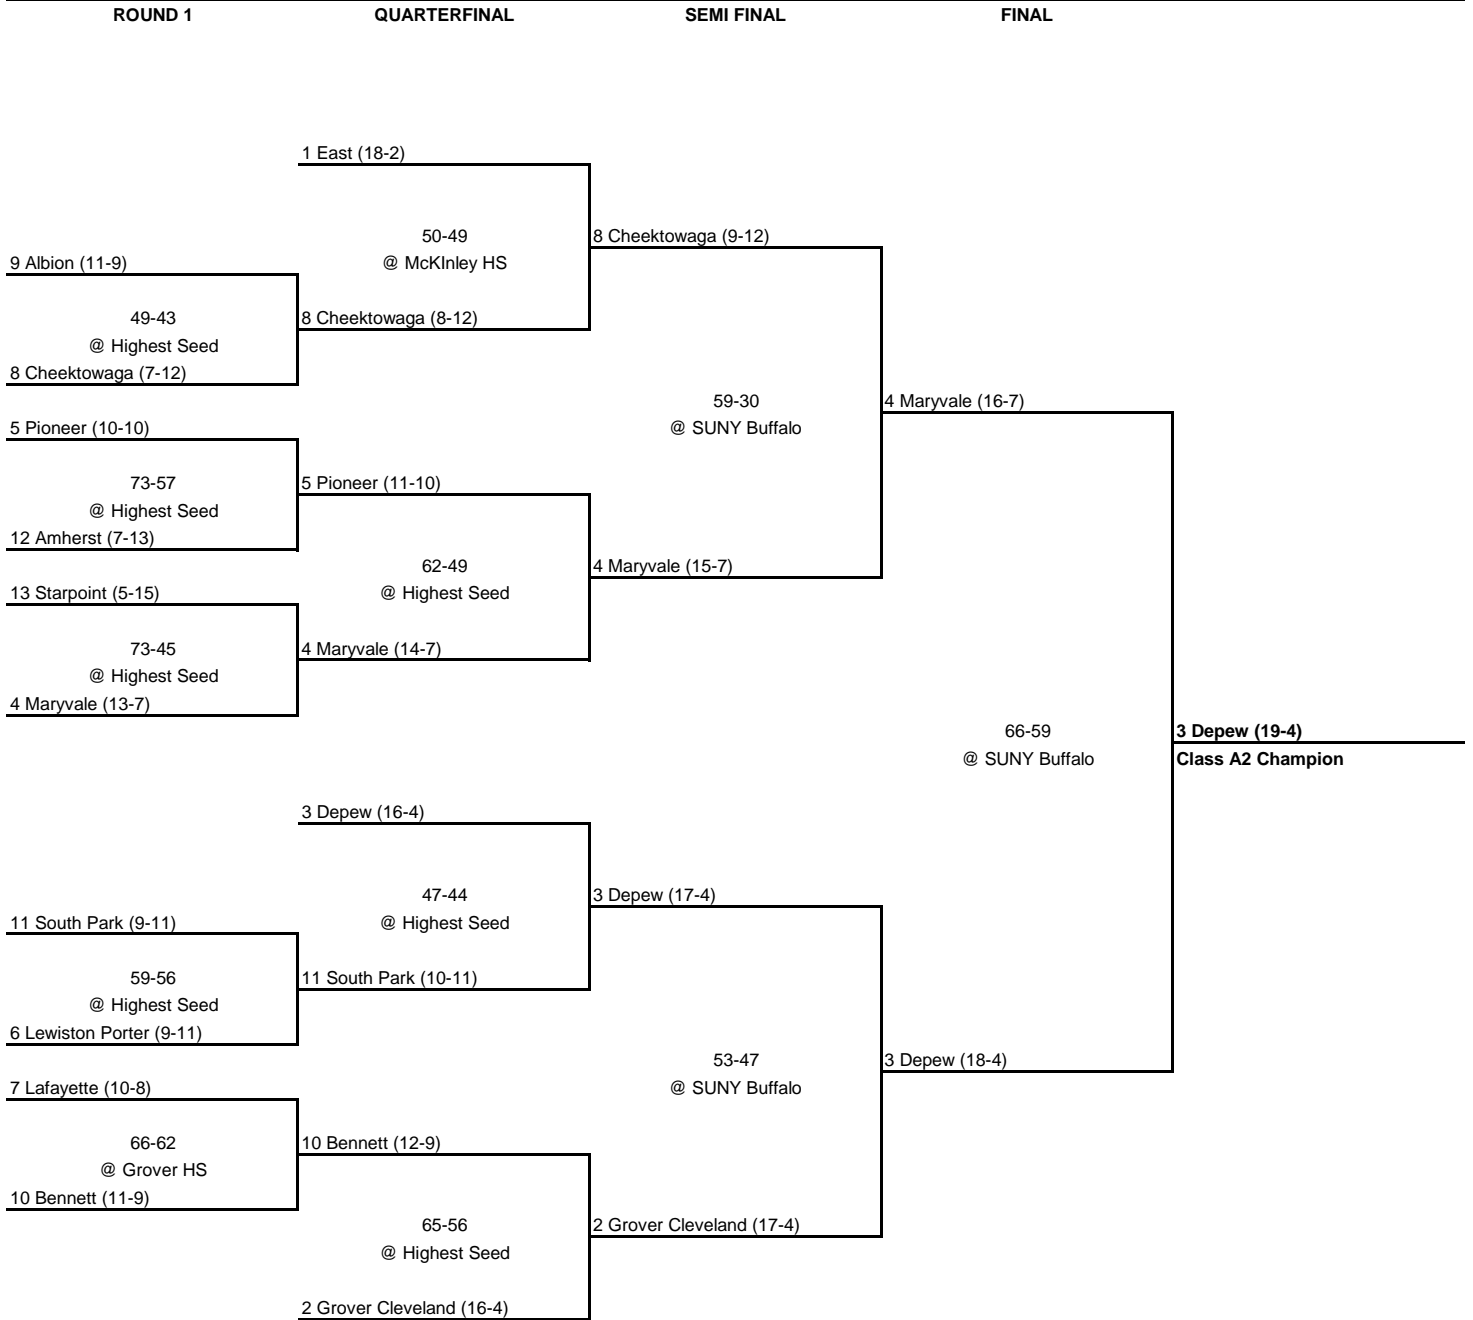 ROUND 1 QUARTERFINAL SEMI FINAL FINAL
1 East (18-2)
50-49
@ McKInley HS
8 Cheektowaga (9-12)
9 Albion (11-9)
49-43
@ Highest Seed
8 Cheektowaga (8-12)
8 Cheektowaga (7-12)
59-30
@ SUNY Buffalo
4 Maryvale (16-7)
5 Pioneer (10-10)
73-57
@ Highest Seed
5 Pioneer (11-10)
12 Amherst (7-13)
62-49
@ Highest Seed
4 Maryvale (15-7)
13 Starpoint (5-15)
73-45
@ Highest Seed
4 Maryvale (14-7)
4 Maryvale (13-7)
66-59
@ SUNY Buffalo
3 Depew (19-4)
Class A2 Champion
3 Depew (16-4)
47-44
@ Highest Seed
3 Depew (17-4)
11 South Park (9-11)
59-56
@ Highest Seed
11 South Park (10-11)
6 Lewiston Porter (9-11)
53-47
@ SUNY Buffalo
3 Depew (18-4)
7 Lafayette (10-8)
66-62
@ Grover HS
10 Bennett (12-9)
10 Bennett (11-9)
65-56
@ Highest Seed
2 Grover Cleveland (17-4)
2 Grover Cleveland (16-4)